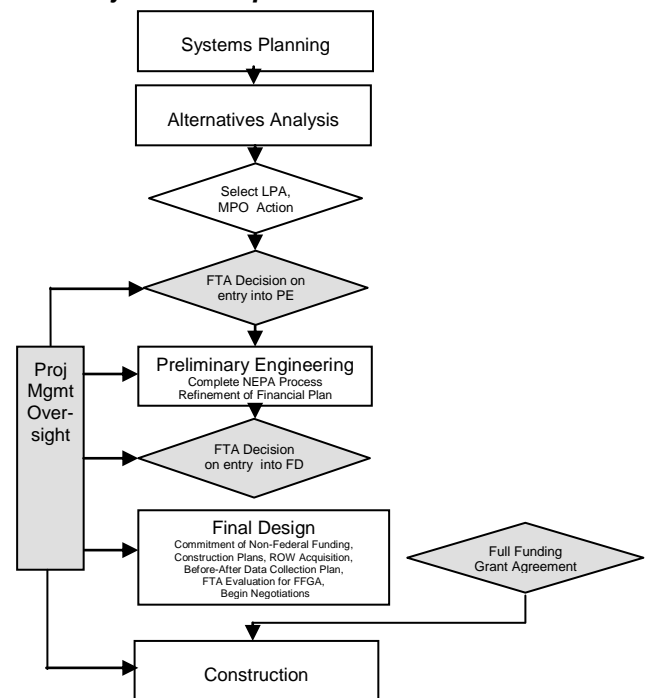 Systems Planning
Alternatives Analysis
Select LPA,
MPO Action
FTA Decision on
entry into PE
Proj
Mgmt
Over-
sight
Preliminary Engineering
Complete NEPA Process
Refinement of Financial Plan
FTA Decision
on entry into FD
Final Design
Commitment of Non-Federal Funding,
Construction Plans, ROW Acquisition,
Before-After Data Collection Plan,
FTA Evaluation for FFGA,
Begin Negotiations
Full Funding
Grant Agreement
Construction